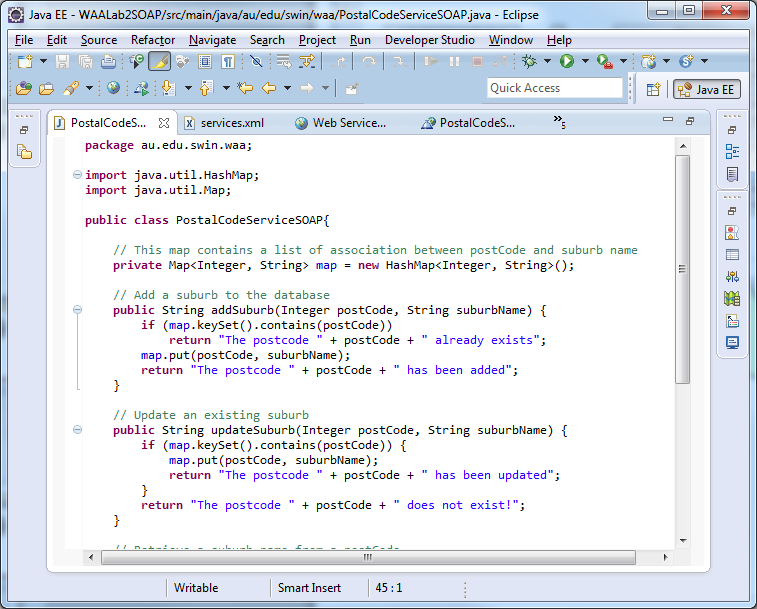 Java EE - WAALab2SOAP/src/main/java/au/edu/swin/waa/PostalCodeServiceSOAP.java - Eclipse
File Edit Source Refactor Navigate Search Project Run Developer Studio Window Help
Quick Access
Java EE
PostalCodeS...
services.xml
Web Service...
PostalCodeS...
»5
package au.edu.swin.waa;
import java.util.HashMap;
import java.util.Map;
public class PostalCodeServiceSOAP{
// This map contains a list of association between postCode and suburb name
private Map<Integer, String> map = new HashMap<Integer, String>();
// Add a suburb to the database
public String addSuburb(Integer postCode, String suburbName) {
if (map.keySet().contains(postCode))
return "The postcode " + postCode + " already exists";
map.put(postCode, suburbName);
return "The postcode " + postCode + " has been added";
}
// Update an existing suburb
public String updateSuburb(Integer postCode, String suburbName) {
if (map.keySet().contains(postCode)) {
map.put(postCode, suburbName);
return "The postcode " + postCode + " has been updated";
}
return "The postcode " + postCode + " does not exist!";
}
// Retrieve a suburb name from a postCode
Writable
Smart Insert
45 : 1